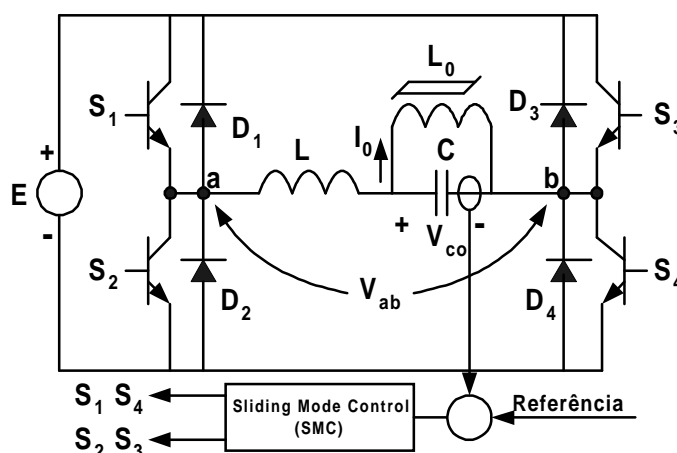 S1
D1
L0
D3
S3
I0
L
C
+
E
-
a
b
+
-
Vco
S2
D2
Vab
D4
S4
S1 S4
S2 S3
Sliding Mode Control
(SMC)
Referência